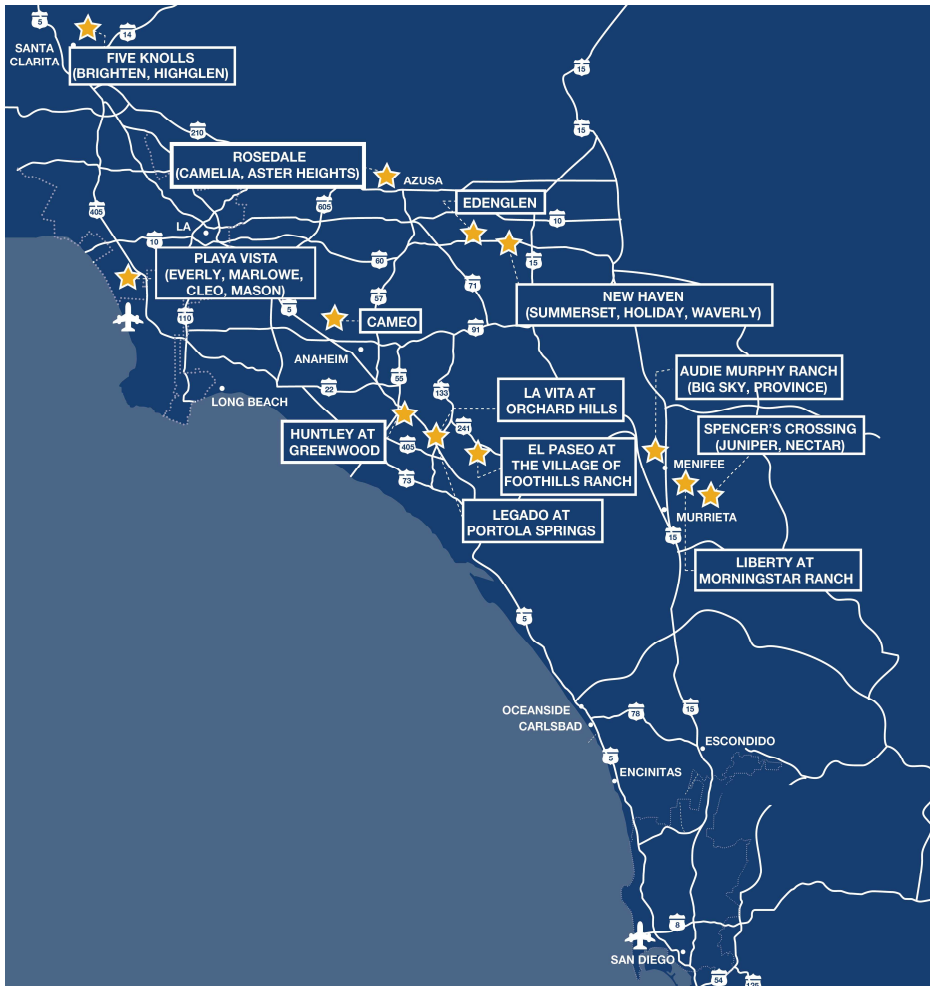 5
14
SANTA
CLARITA
FIVE KNOLLS
(BRIGHTEN, HIGHGLEN)
15
15
210
ROSEDALE
(CAMELIA, ASTER HEIGHTS)
AZUSA
405
605
EDENGLEN
10
LA
10
60
15
PLAYA VISTA
(EVERLY, MARLOWE,
CLEO, MASON)
71
57
NEW HAVEN
(SUMMERSET, HOLIDAY, WAVERLY)
5
110
CAMEO
91
ANAHEIM
AUDIE MURPHY RANCH
(BIG SKY, PROVINCE)
55
22
133
LONG BEACH
LA VITA AT
ORCHARD HILLS
241
SPENCER'S CROSSING
(JUNIPER, NECTAR)
HUNTLEY AT
GREENWOOD
405
EL PASEO AT
THE VILLAGE OF
FOOTHILLS RANCH
MENIFEE
73
LEGADO AT
PORTOLA SPRINGS
MURRIETA
15
LIBERTY AT
MORNINGSTAR RANCH
5
OCEANSIDE
78
15
CARLSBAD
ESCONDIDO
5
ENCINITAS
8
SAN DIEGO
54
125